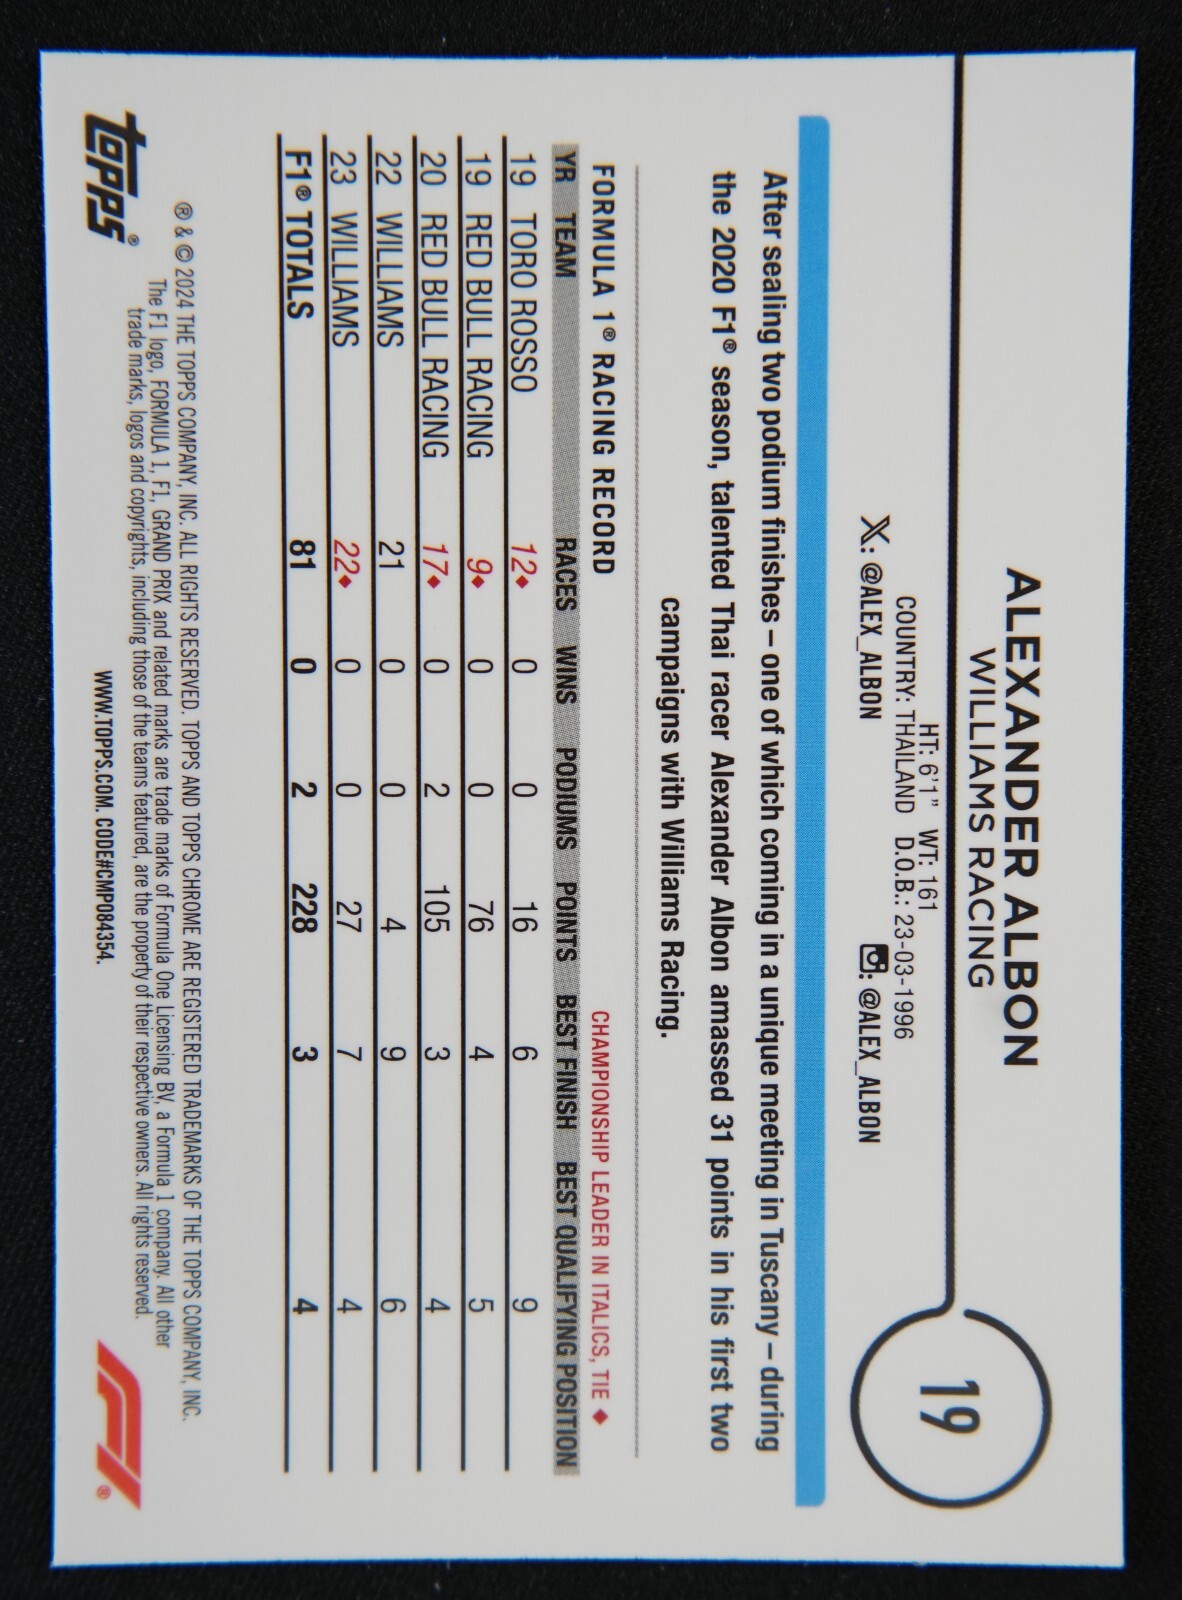 ALEXANDER ALBON
WILLIAMS RACING
19
HT: 6'1" WT: 161
COUNTRY: THAILAND D.O.B.: 23-03-1996
X: @ALEX_ALBON : @ALEX_ALBON
After sealing two podium finishes – one of which coming in a unique meeting in Tuscany – during
the 2020 F1® season, talented Thai racer Alexander Albon amassed 31 points in his first two
campaigns with Williams Racing.
FORMULA 1® RACING RECORD CHAMPIONSHIP LEADER IN ITALICS, TIE ♦
YR TEAM RACES WINS PODIUMS POINTS BEST FINISH BEST QUALIFYING POSITION
19 TORO ROSSO 12♦ 0 0 16 6 9
19 RED BULL RACING 9♦ 0 0 76 4 5
20 RED BULL RACING 17♦ 0 2 105 3 4
22 WILLIAMS 21 0 0 4 9 6
23 WILLIAMS 22♦ 0 0 27 7 4
F1® TOTALS 81 0 2 228 3 4
® & © 2024 THE TOPPS COMPANY, INC. ALL RIGHTS RESERVED. TOPPS AND TOPPS CHROME ARE REGISTERED TRADEMARKS OF THE TOPPS COMPANY, INC.
The F1 logo, FORMULA 1, F1, GRAND PRIX and related marks are trade marks of Formula One Licensing BV, a Formula 1 company. All other
trade marks, logos and copyrights, including those of the teams featured, are the property of their respective owners. All rights reserved.
topps®
WWW.TOPPS.COM. CODE#CMP084354.
F1®